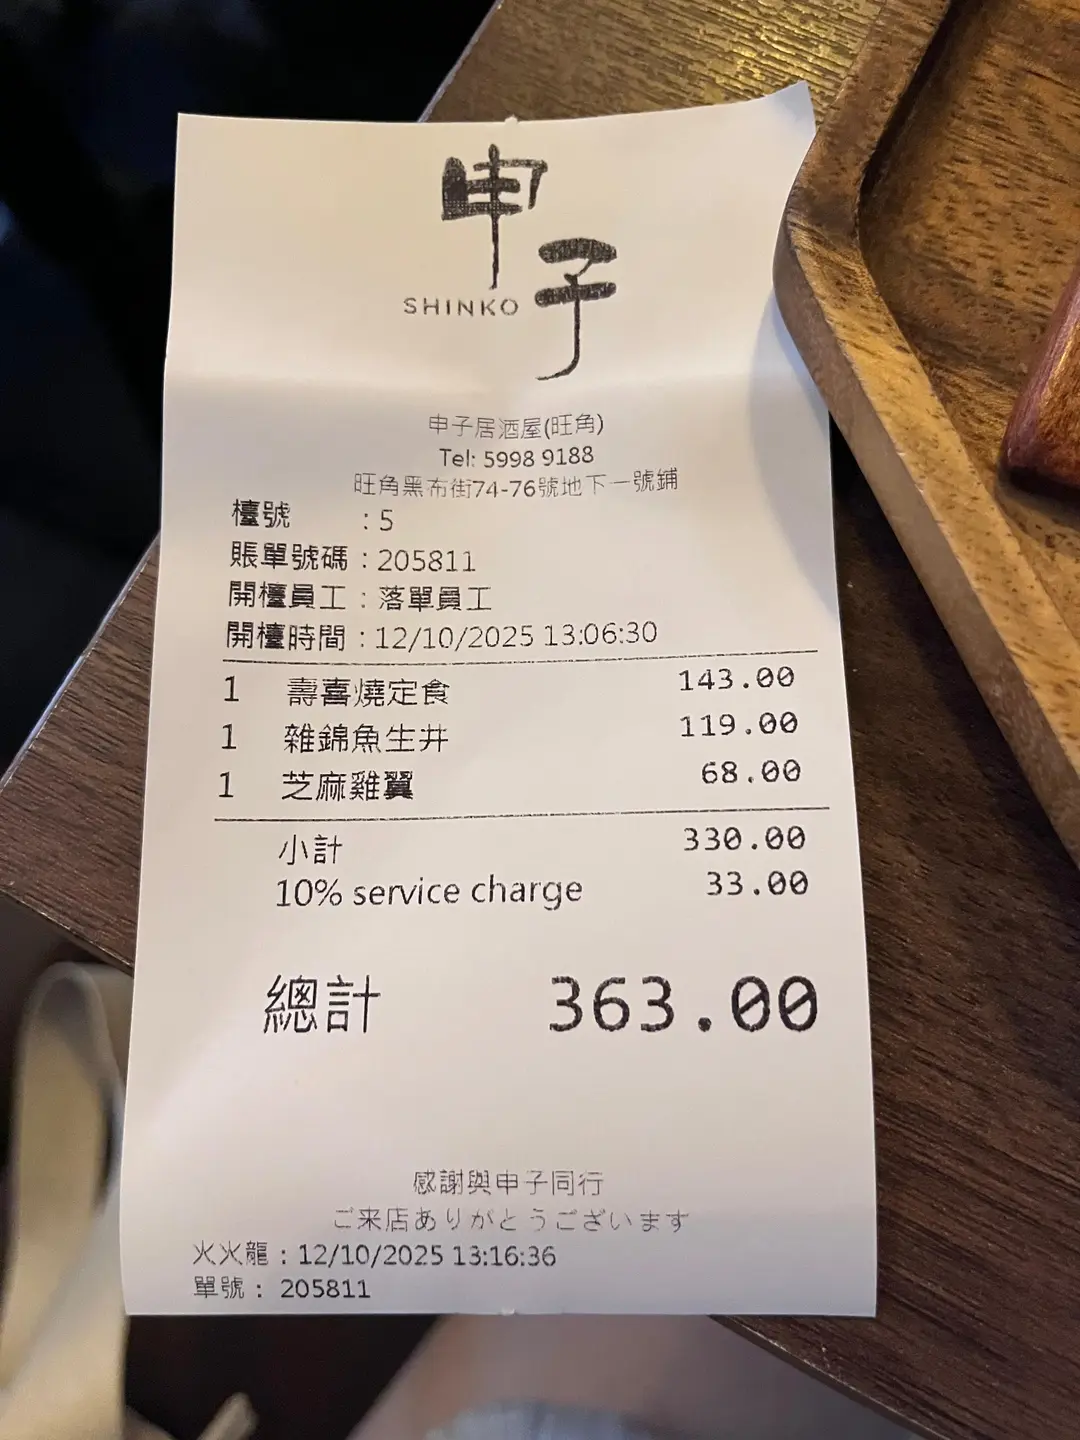 申子
SHINKO
申子居酒屋(旺角)
Tel: 5998 9188
旺角黑布街74-76號地下一號鋪
檯號 : 5
賬單號碼 : 205811
開檯員工 : 落單員工
開檯時間 : 12/10/2025 13:06:30
1 壽喜燒定食 143.00
1 雜錦魚生丼 119.00
1 芝麻雞翼 68.00
小計 330.00
10% service charge 33.00
總計 363.00
感謝與申子同行
ご来店ありがとうございます
火火龍 : 12/10/2025 13:16:36
單號 : 205811